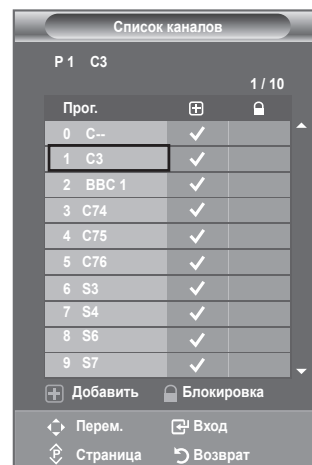 Список каналов
P 1 C3
1 / 10
Прог.
0 C--
1 C3
2 BBC 1
3 C74
4 C75
5 C76
6 S3
7 S4
8 S6
9 S7
Добавить Блокировка
Перем. Вход
P Страница Возврат